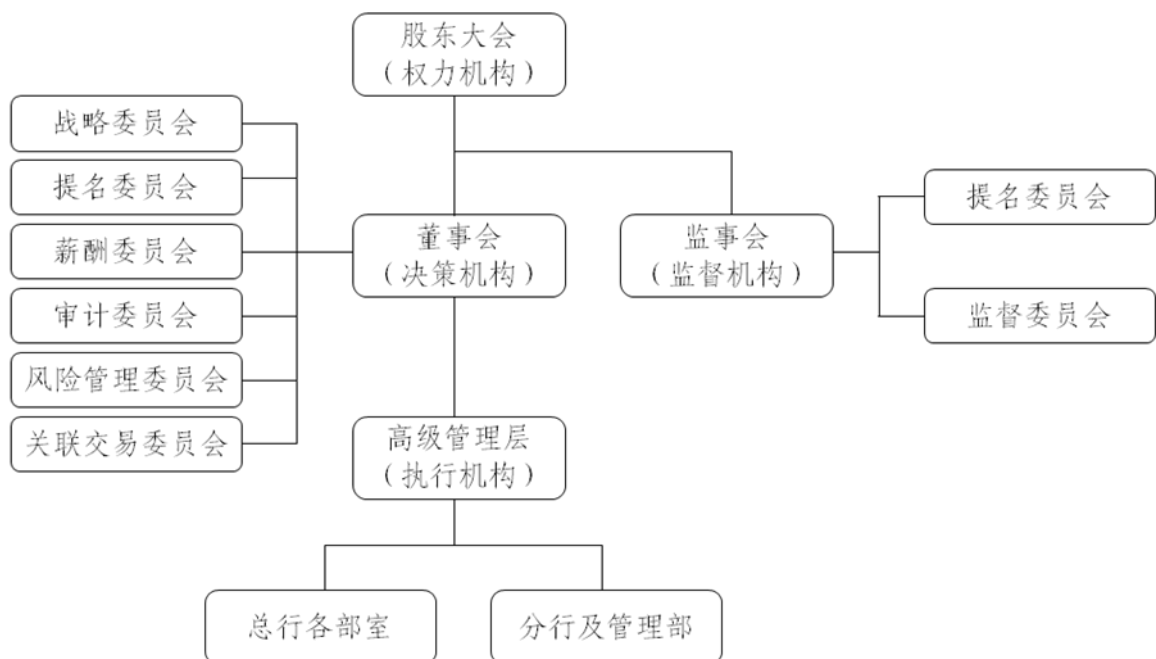 股东大会
（权力机构）
战略委员会
提名委员会
薪酬委员会
审计委员会
风险管理委员会
关联交易委员会
董事会
（决策机构）
监事会
（监督机构）
提名委员会
监督委员会
高级管理层
（执行机构）
总行各部室
分行及管理部